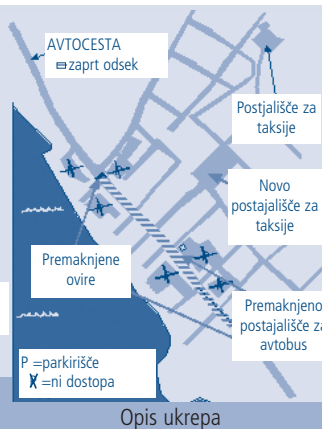 AVTOCESTA
zaprt odsek
Postjališče za
taksije
Novo
postajališče za
taksije
Premaknjene
ovire
Premaknjeno
postajališče za
avtobus
P =parkirišče
X =ni dostopa
Opis ukrepa